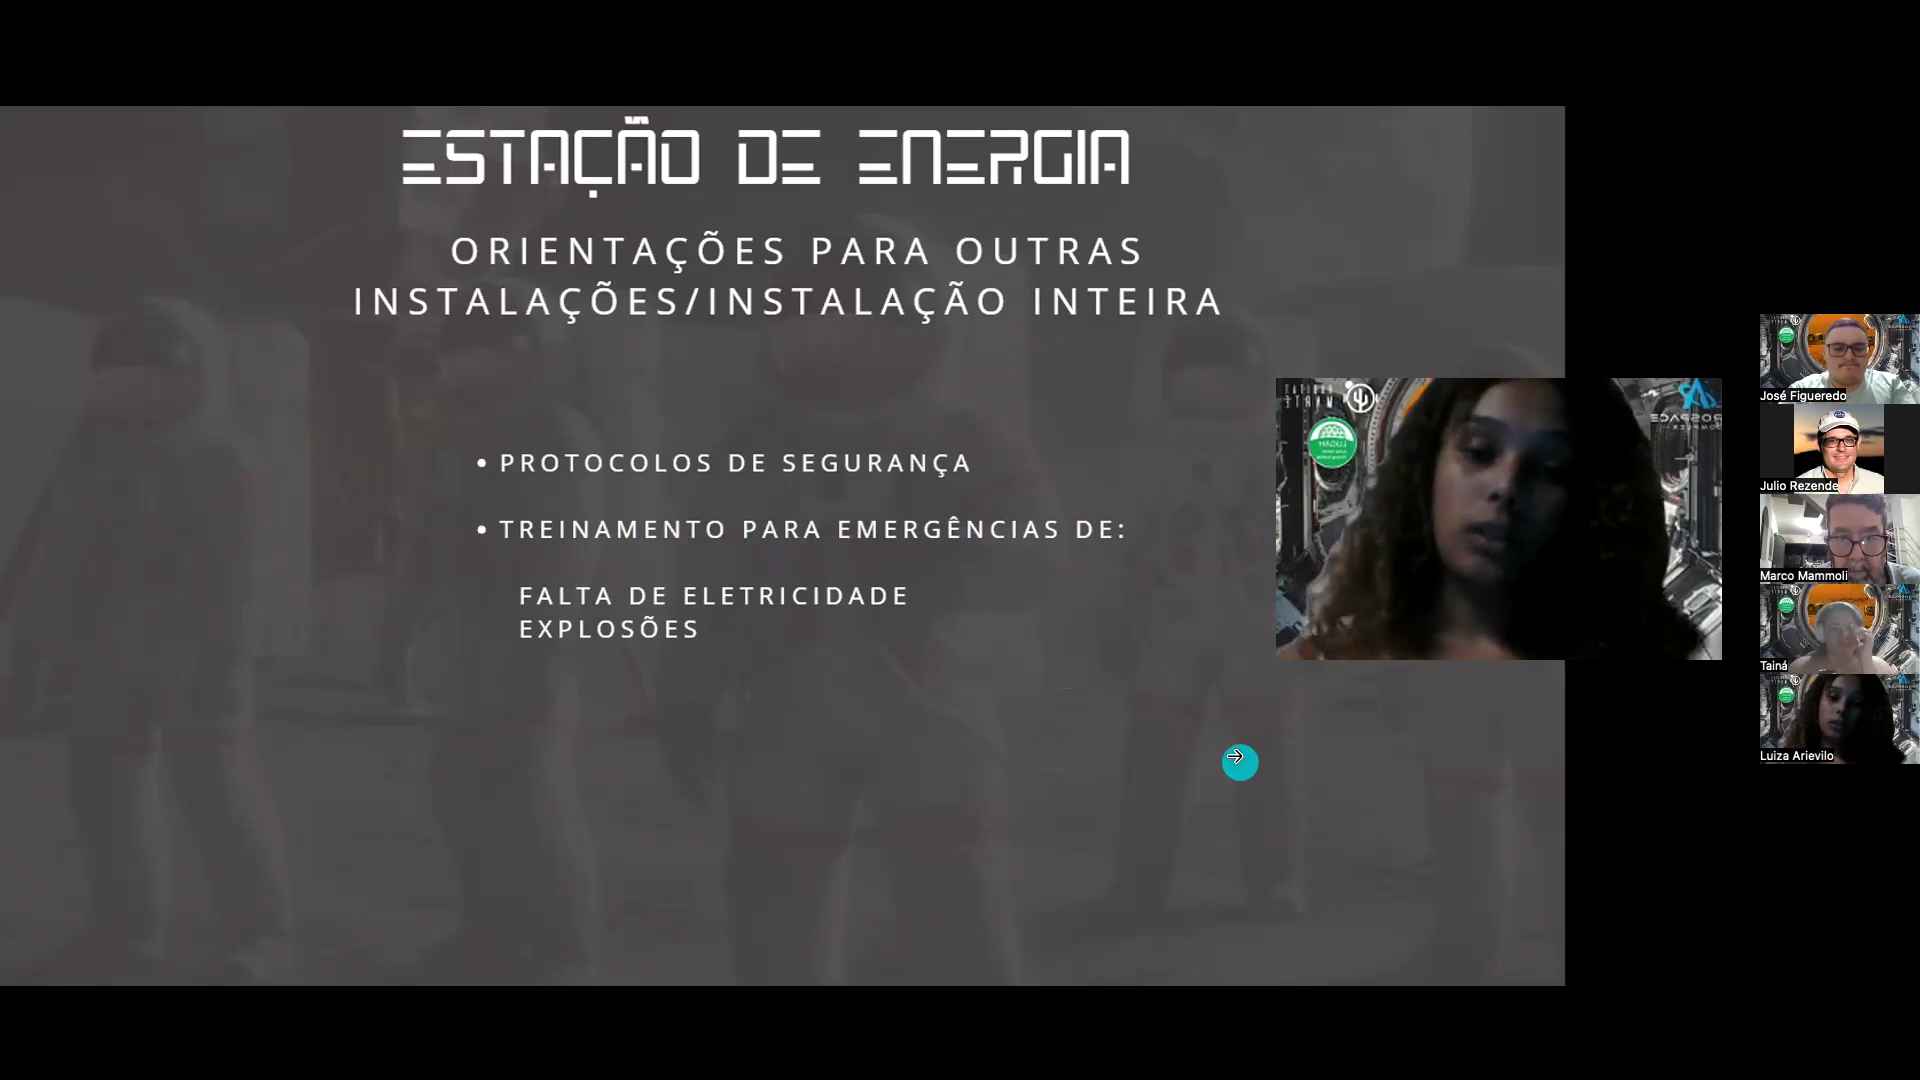 ESTAÇÃO DE ENERGIA
ORIENTAÇÕES PARA OUTRAS
INSTALAÇÕES/INSTALAÇÃO INTEIRA
• PROTOCOLOS DE SEGURANÇA
• TREINAMENTO PARA EMERGÊNCIAS DE:
FALTA DE ELETRICIDADE
EXPLOSÕES
José Figueredo
Julio Rezende
Marco Mammoli
Tainá
Luiza Arievilo